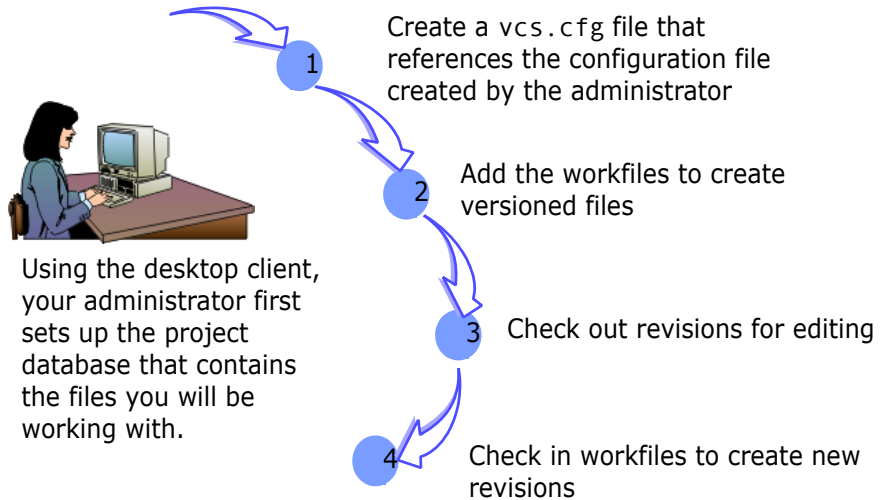 1
Create a vcs.cfg file that
references the configuration file
created by the administrator
2
Add the workfiles to create
versioned files
Using the desktop client,
your administrator first
sets up the project
database that contains
the files you will be
working with.
3
Check out revisions for editing
4
Check in workfiles to create new
revisions